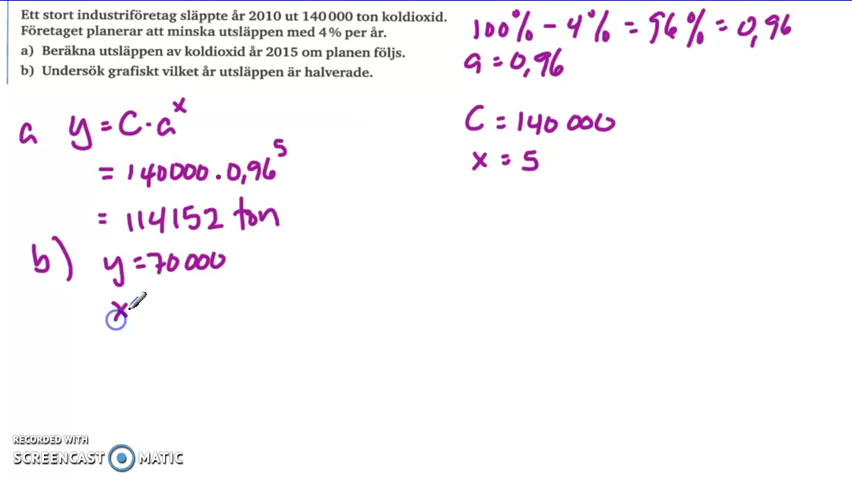 Ett stort industriföretag släppte år 2010 ut 140 000 ton koldioxid.
Företaget planerar att minska utsläppen med 4 % per år.
a) Beräkna utsläppen av koldioxid år 2015 om planen följs.
b) Undersök grafiskt vilket år utsläppen är halverade.
100% - 4% = 96% = 0,96
a = 0,96
C = 140 000
x = 5
a y = C · a^x
= 140000 · 0,96^5
= 114152 ton
b) y = 70 000
x
RECORDED WITH
SCREENCAST MATIC